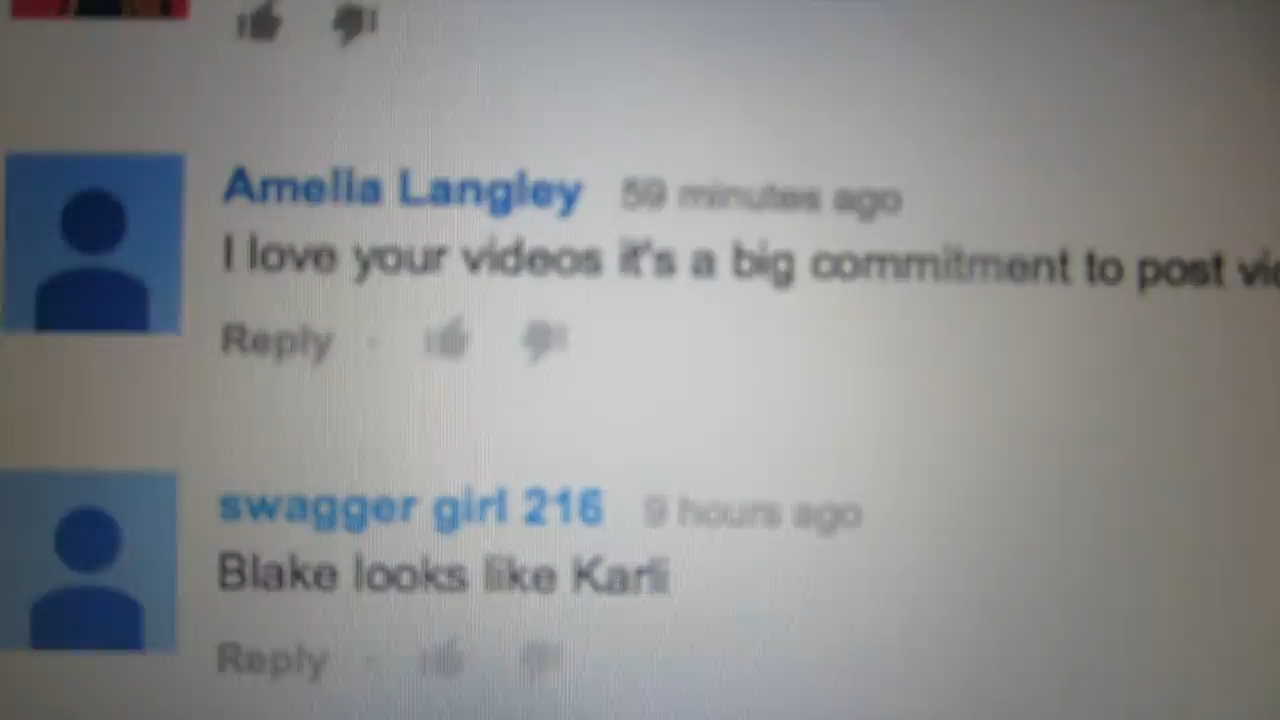 Amelia Langley 59 minutes ago
I love your videos it's a big commitment to post
Reply
swagger girl 216 9 hours ago
Blake looks like Karli
Reply